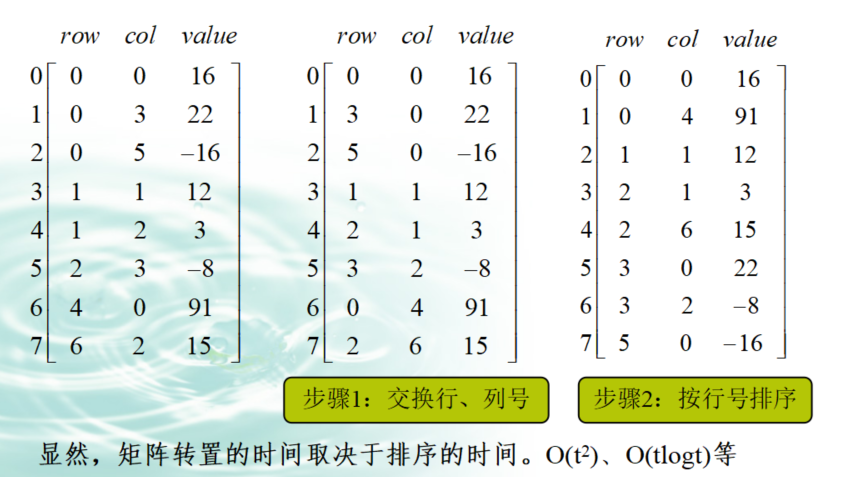 row col value row col value row col value
0 0 0 16 0 0 0 16 0 0 0 16
1 0 3 22 1 3 0 22 1 0 4 91
2 0 5 –16 2 5 0 –16 2 1 1 12
3 1 1 12 3 1 1 12 3 2 1 3
4 1 2 3 4 2 1 3 4 2 6 15
5 2 3 –8 5 3 2 –8 5 3 0 22
6 4 0 91 6 0 4 91 6 3 2 –8
7 6 2 15 7 2 6 15 7 5 0 –16
步骤1：交换行、列号 步骤2：按行号排序
显然，矩阵转置的时间取决于排序的时间。O(t²)、O(tlogt)等